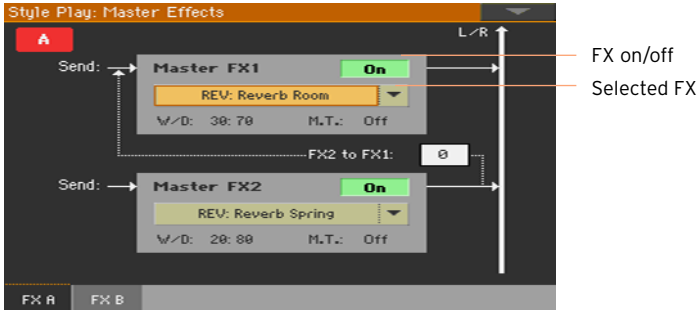 Style Play: Master Effects
A
L/R
Send:
Master FX1
On
FX on/off
REV: Reverb Room
Selected FX
W/D: 30:70 M.T.: Off
FX2 to FX1: 0
Send:
Master FX2
On
REV: Reverb Spring
W/D: 20:80 M.T.: Off
FX A FX B